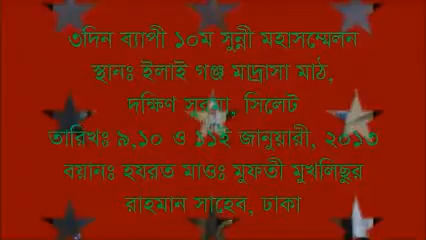 ৩দিন ব্যাপী ১০ম সুন্নী মহাসম্মেলন
স্থানঃ ইলাই গঞ্জ মাদ্রাসা মাঠ,
দক্ষিণ সুরমা, সিলেট
তারিখঃ ৯,১০ ও ১১ই জানুয়ারী, ২০১৩
বয়ানঃ হযরত মাওঃ মুফতী মুখলিছুর
রাহমান সাহেব, ঢাকা